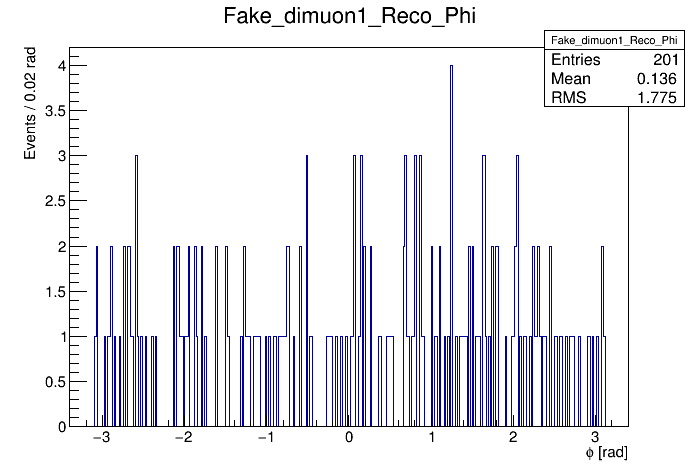 Fake_dimuon1_Reco_Phi
Fake_dimuon1_Reco_Phi
Entries 201
Mean 0.136
RMS 1.775
Events / 0.02 rad
4
3.5
3
2.5
2
1.5
1
0.5
0
−3 −2 −1 0 1 2 3
ϕ [rad]